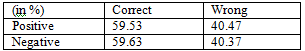 (in %) Correct Wrong
Positive 59.53 40.47
Negative 59.63 40.37